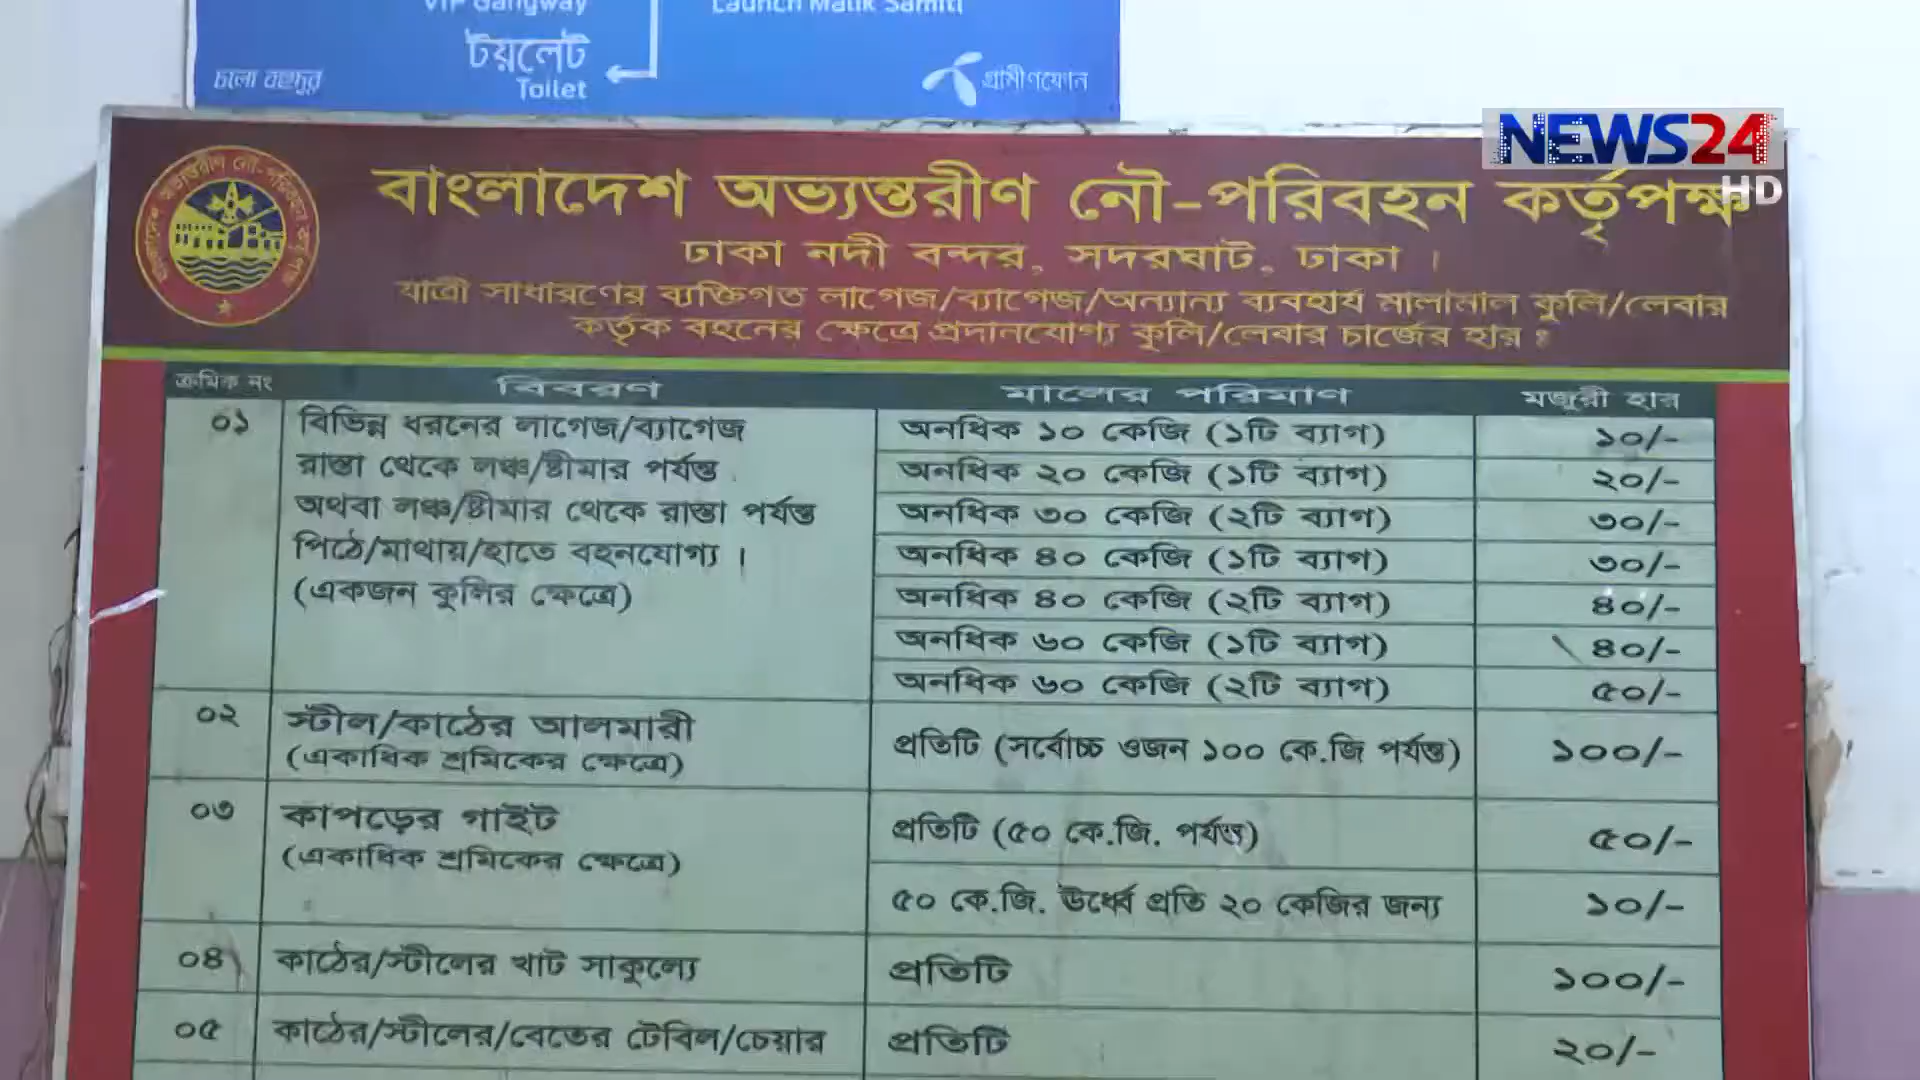 VIP Gangway
Launch Malik Samiti
টয়লেট
Toilet
চলো বহুদূর
গ্রামীণফোন
NEWS24
HD
বাংলাদেশ অভ্যন্তরীণ নৌ-পরিবহন কর্তৃপক্ষ
ঢাকা নদী বন্দর, সদরঘাট, ঢাকা ।
যাত্রী সাধারণের ব্যক্তিগত লাগেজ/ব্যাগেজ/অন্যান্য ব্যবহার্য মালামাল কুলি/লেবার
কর্তৃক বহনের ক্ষেত্রে প্রদানযোগ্য কুলি/লেবার চার্জের হার ঃ
ক্রমিক নং বিবরণ মালের পরিমাণ মজুরী হার
০১ বিভিন্ন ধরনের লাগেজ/ব্যাগেজ
রাস্তা থেকে লঞ্চ/ষ্টীমার পর্যন্ত
অথবা লঞ্চ/ষ্টীমার থেকে রাস্তা পর্যন্ত
পিঠে/মাথায়/হাতে বহনযোগ্য ।
(একজন কুলির ক্ষেত্রে)
অনধিক ১০ কেজি (১টি ব্যাগ) ১০/-
অনধিক ২০ কেজি (১টি ব্যাগ) ২০/-
অনধিক ৩০ কেজি (২টি ব্যাগ) ৩০/-
অনধিক ৪০ কেজি (১টি ব্যাগ) ৩০/-
অনধিক ৪০ কেজি (২টি ব্যাগ) ৪০/-
অনধিক ৬০ কেজি (১টি ব্যাগ) ৪০/-
অনধিক ৬০ কেজি (২টি ব্যাগ) ৫০/-
০২ স্টীল/কাঠের আলমারী
(একাধিক শ্রমিকের ক্ষেত্রে)
প্রতিটি (সর্বোচ্চ ওজন ১০০ কে.জি পর্যন্ত) ১০০/-
০৩ কাপড়ের গাইট
(একাধিক শ্রমিকের ক্ষেত্রে)
প্রতিটি (৫০ কে.জি. পর্যন্ত) ৫০/-
৫০ কে.জি. ঊর্ধ্বে প্রতি ২০ কেজির জন্য ১০/-
০৪ কাঠের/স্টীলের খাট সাকুল্যে প্রতিটি ১০০/-
০৫ কাঠের/স্টীলের/বেতের টেবিল/চেয়ার প্রতিটি ২০/-